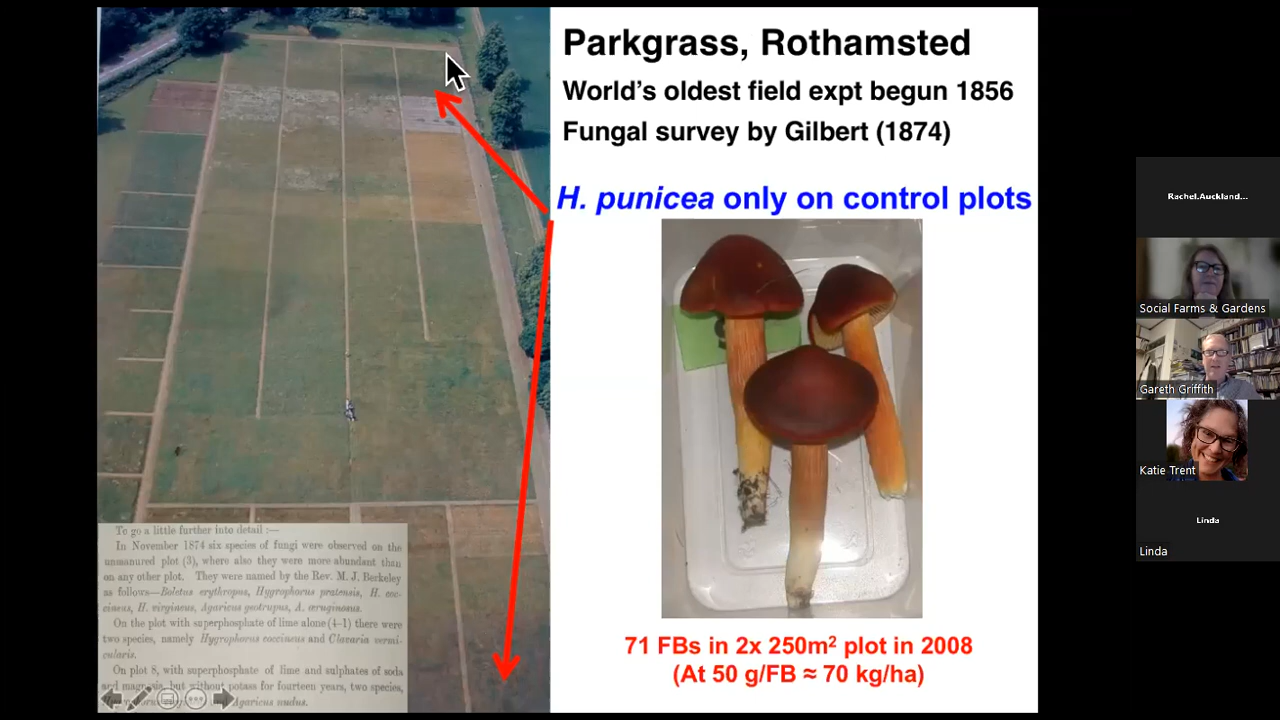 Parkgrass, Rothamsted
World's oldest field expt begun 1856
Fungal survey by Gilbert (1874)
H. punicea only on control plots
71 FBs in 2x 250m² plot in 2008
(At 50 g/FB ≈ 70 kg/ha)
To go a little further into detail :—
In November 1874 six species of fungi were observed on the
unmanured plot (3), where also they were more abundant than
on any other plot. They were named by the Rev. M. J. Berkeley
as follows—Boletus erythropus, Hygrophorus pratensis, H. coc-
cineus, H. virgineus, Agaricus geotrupus, A. æruginosus.
On the plot with superphosphate of lime alone (4-1) there were
two species, namely Hygrophorus coccineus and Clavaria vermi-
cularis.
On plot 8, with superphosphate of lime and sulphates of soda
and magnesia, but without potass for fourteen years, two species,
Agaricus nudus.
Rachel.Auckland...
Social Farms & Gardens
Gareth Griffith
Katie Trent
Linda
Linda